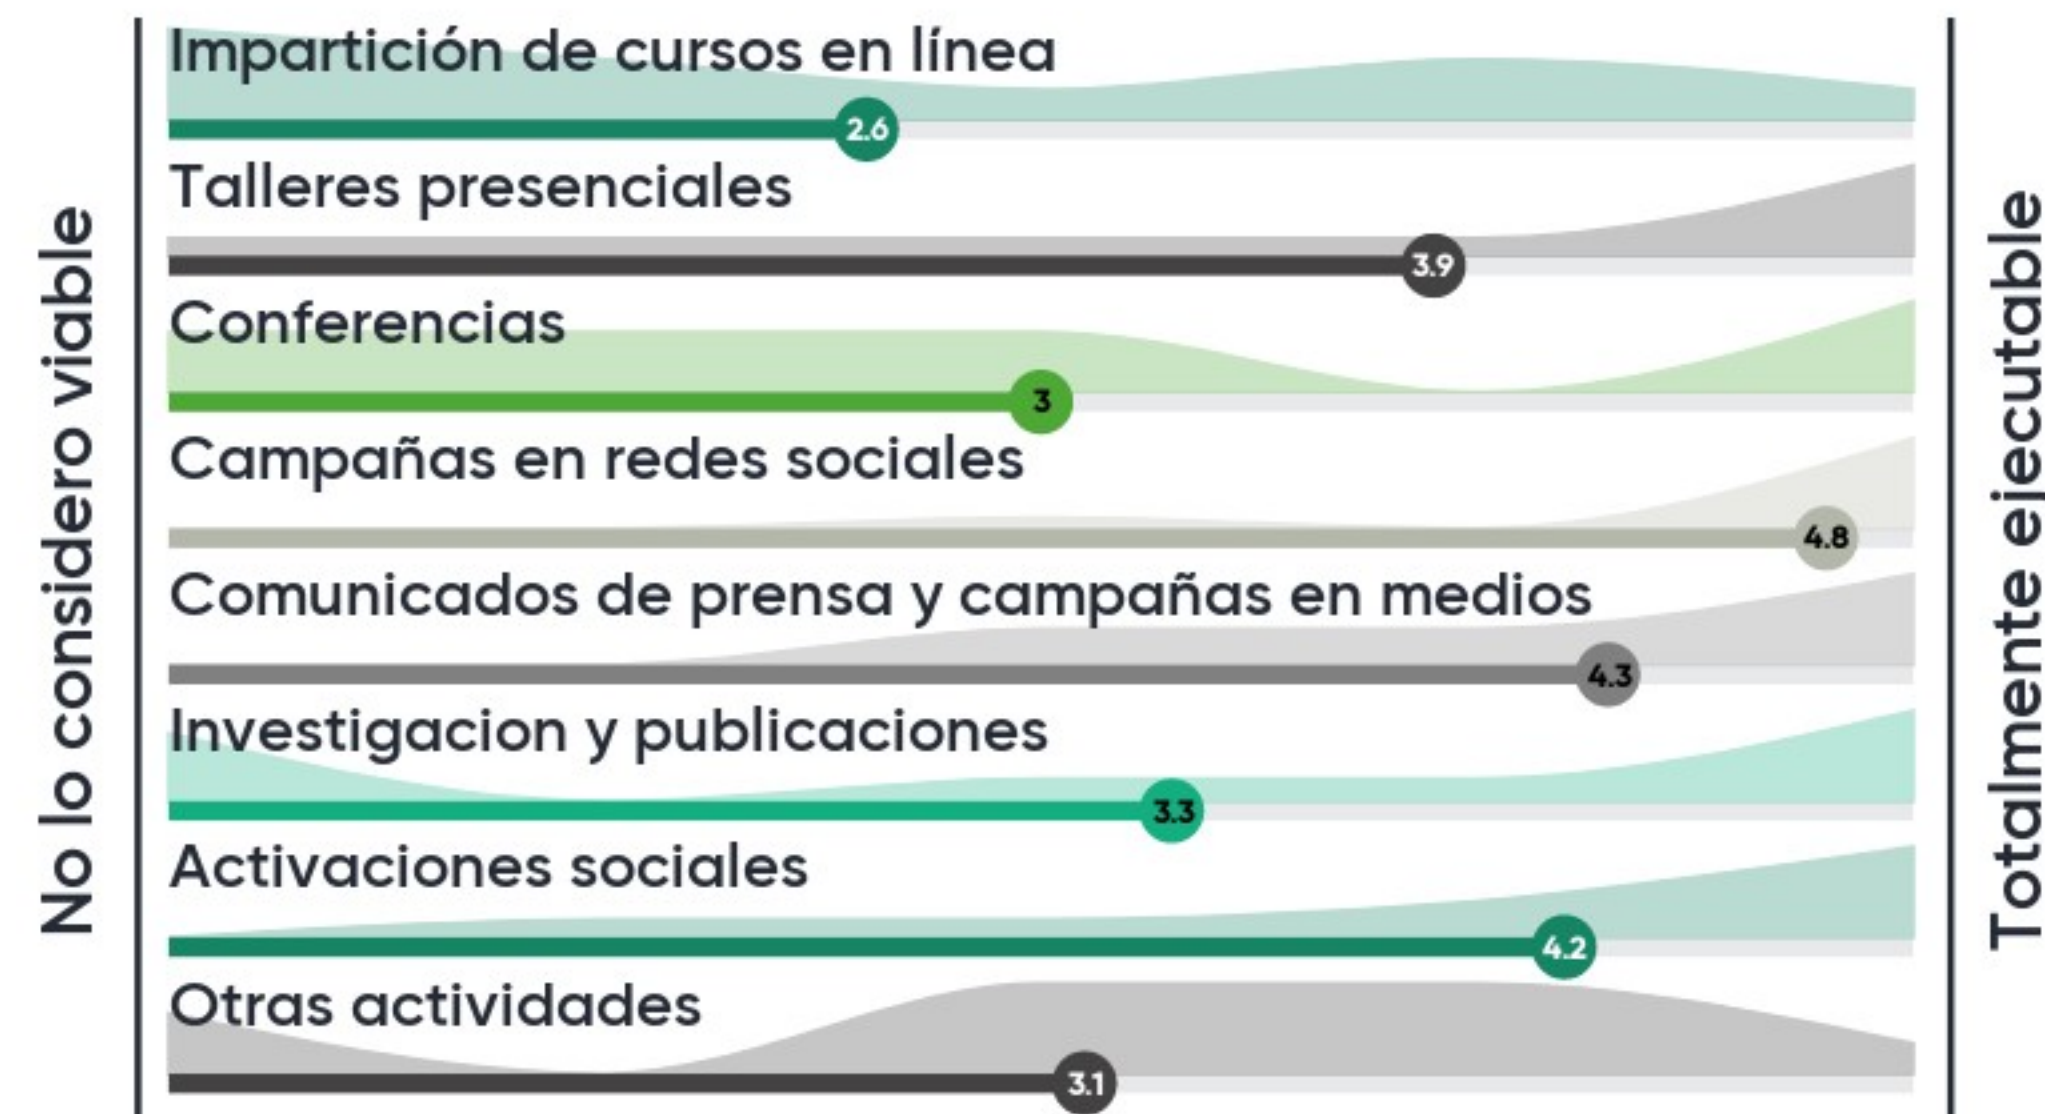 No lo considero viable
Impartición de cursos en línea
2.6
Talleres presenciales
3.9
Conferencias
3
Campañas en redes sociales
4.8
Comunicados de prensa y campañas en medios
4.3
Investigacion y publicaciones
3.3
Activaciones sociales
4.2
Otras actividades
3.1
Totalmente ejecutable